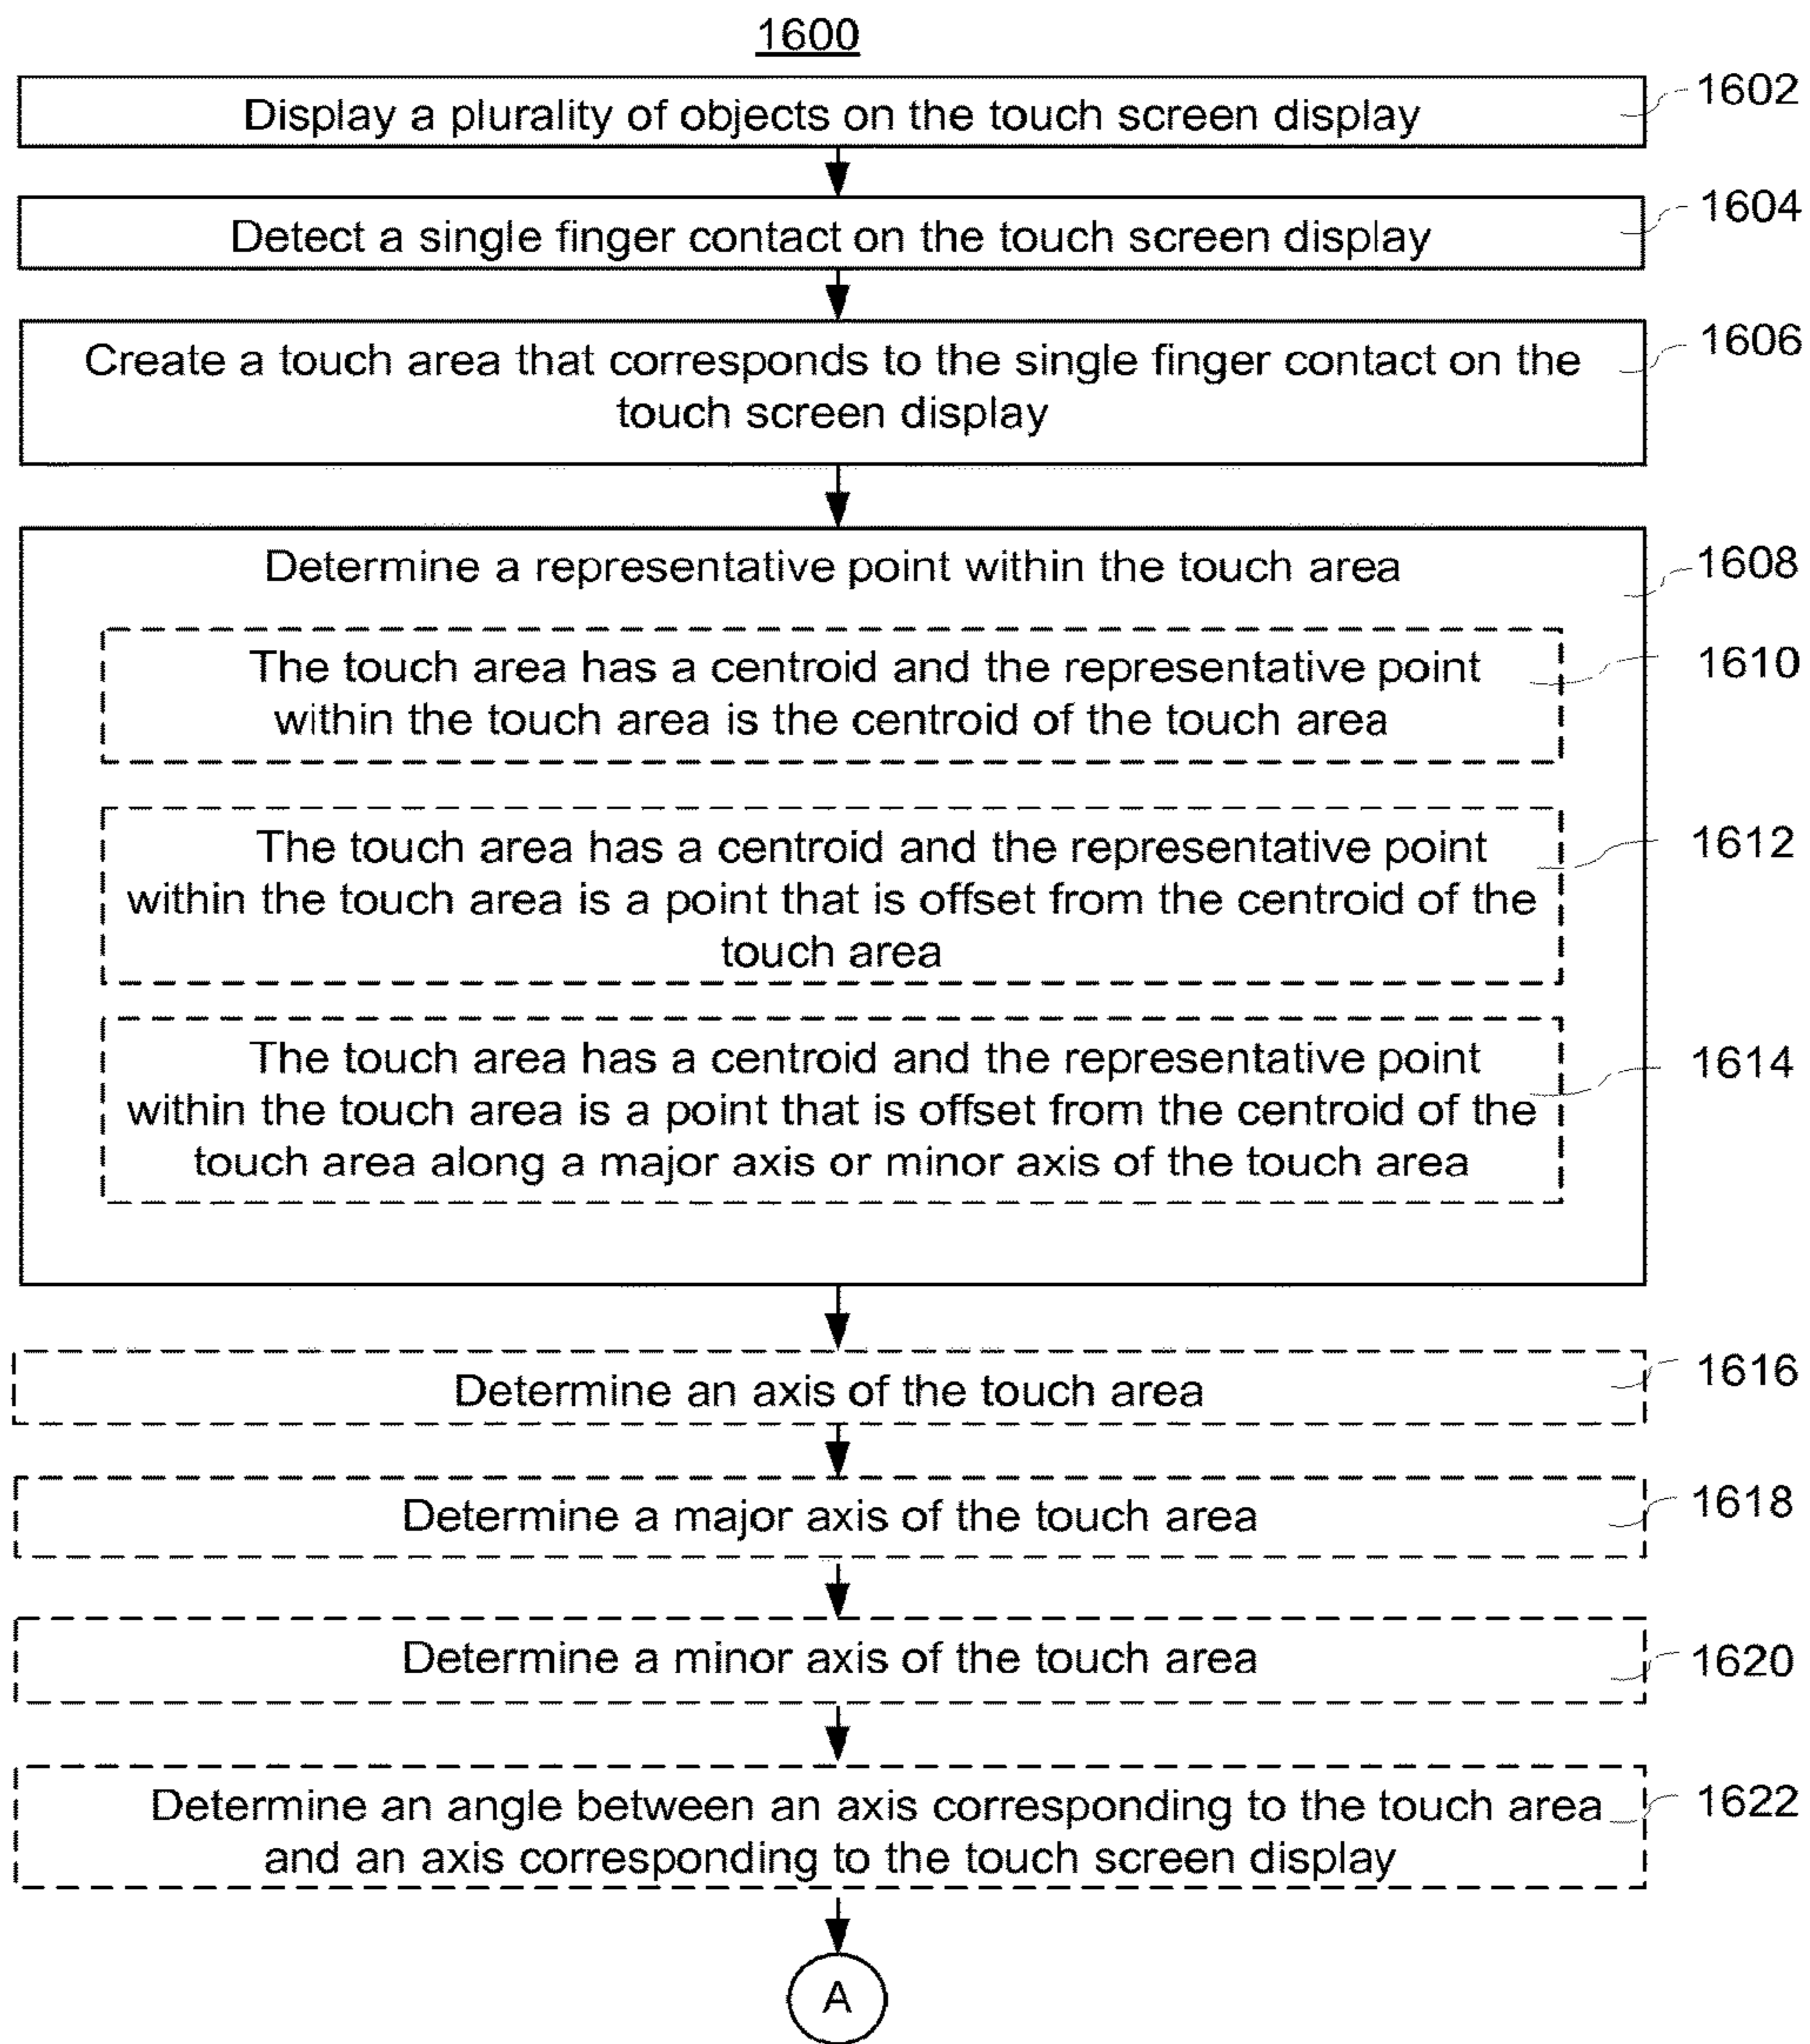 1600
Display a plurality of objects on the touch screen display
1602
Detect a single finger contact on the touch screen display
1604
Create a touch area that corresponds to the single finger contact on the
touch screen display
1606
Determine a representative point within the touch area
1608
The touch area has a centroid and the representative point
within the touch area is the centroid of the touch area
1610
The touch area has a centroid and the representative point
within the touch area is a point that is offset from the centroid of the
touch area
1612
The touch area has a centroid and the representative point
within the touch area is a point that is offset from the centroid of the
touch area along a major axis or minor axis of the touch area
1614
Determine an axis of the touch area
1616
Determine a major axis of the touch area
1618
Determine a minor axis of the touch area
1620
Determine an angle between an axis corresponding to the touch area
and an axis corresponding to the touch screen display
1622
A